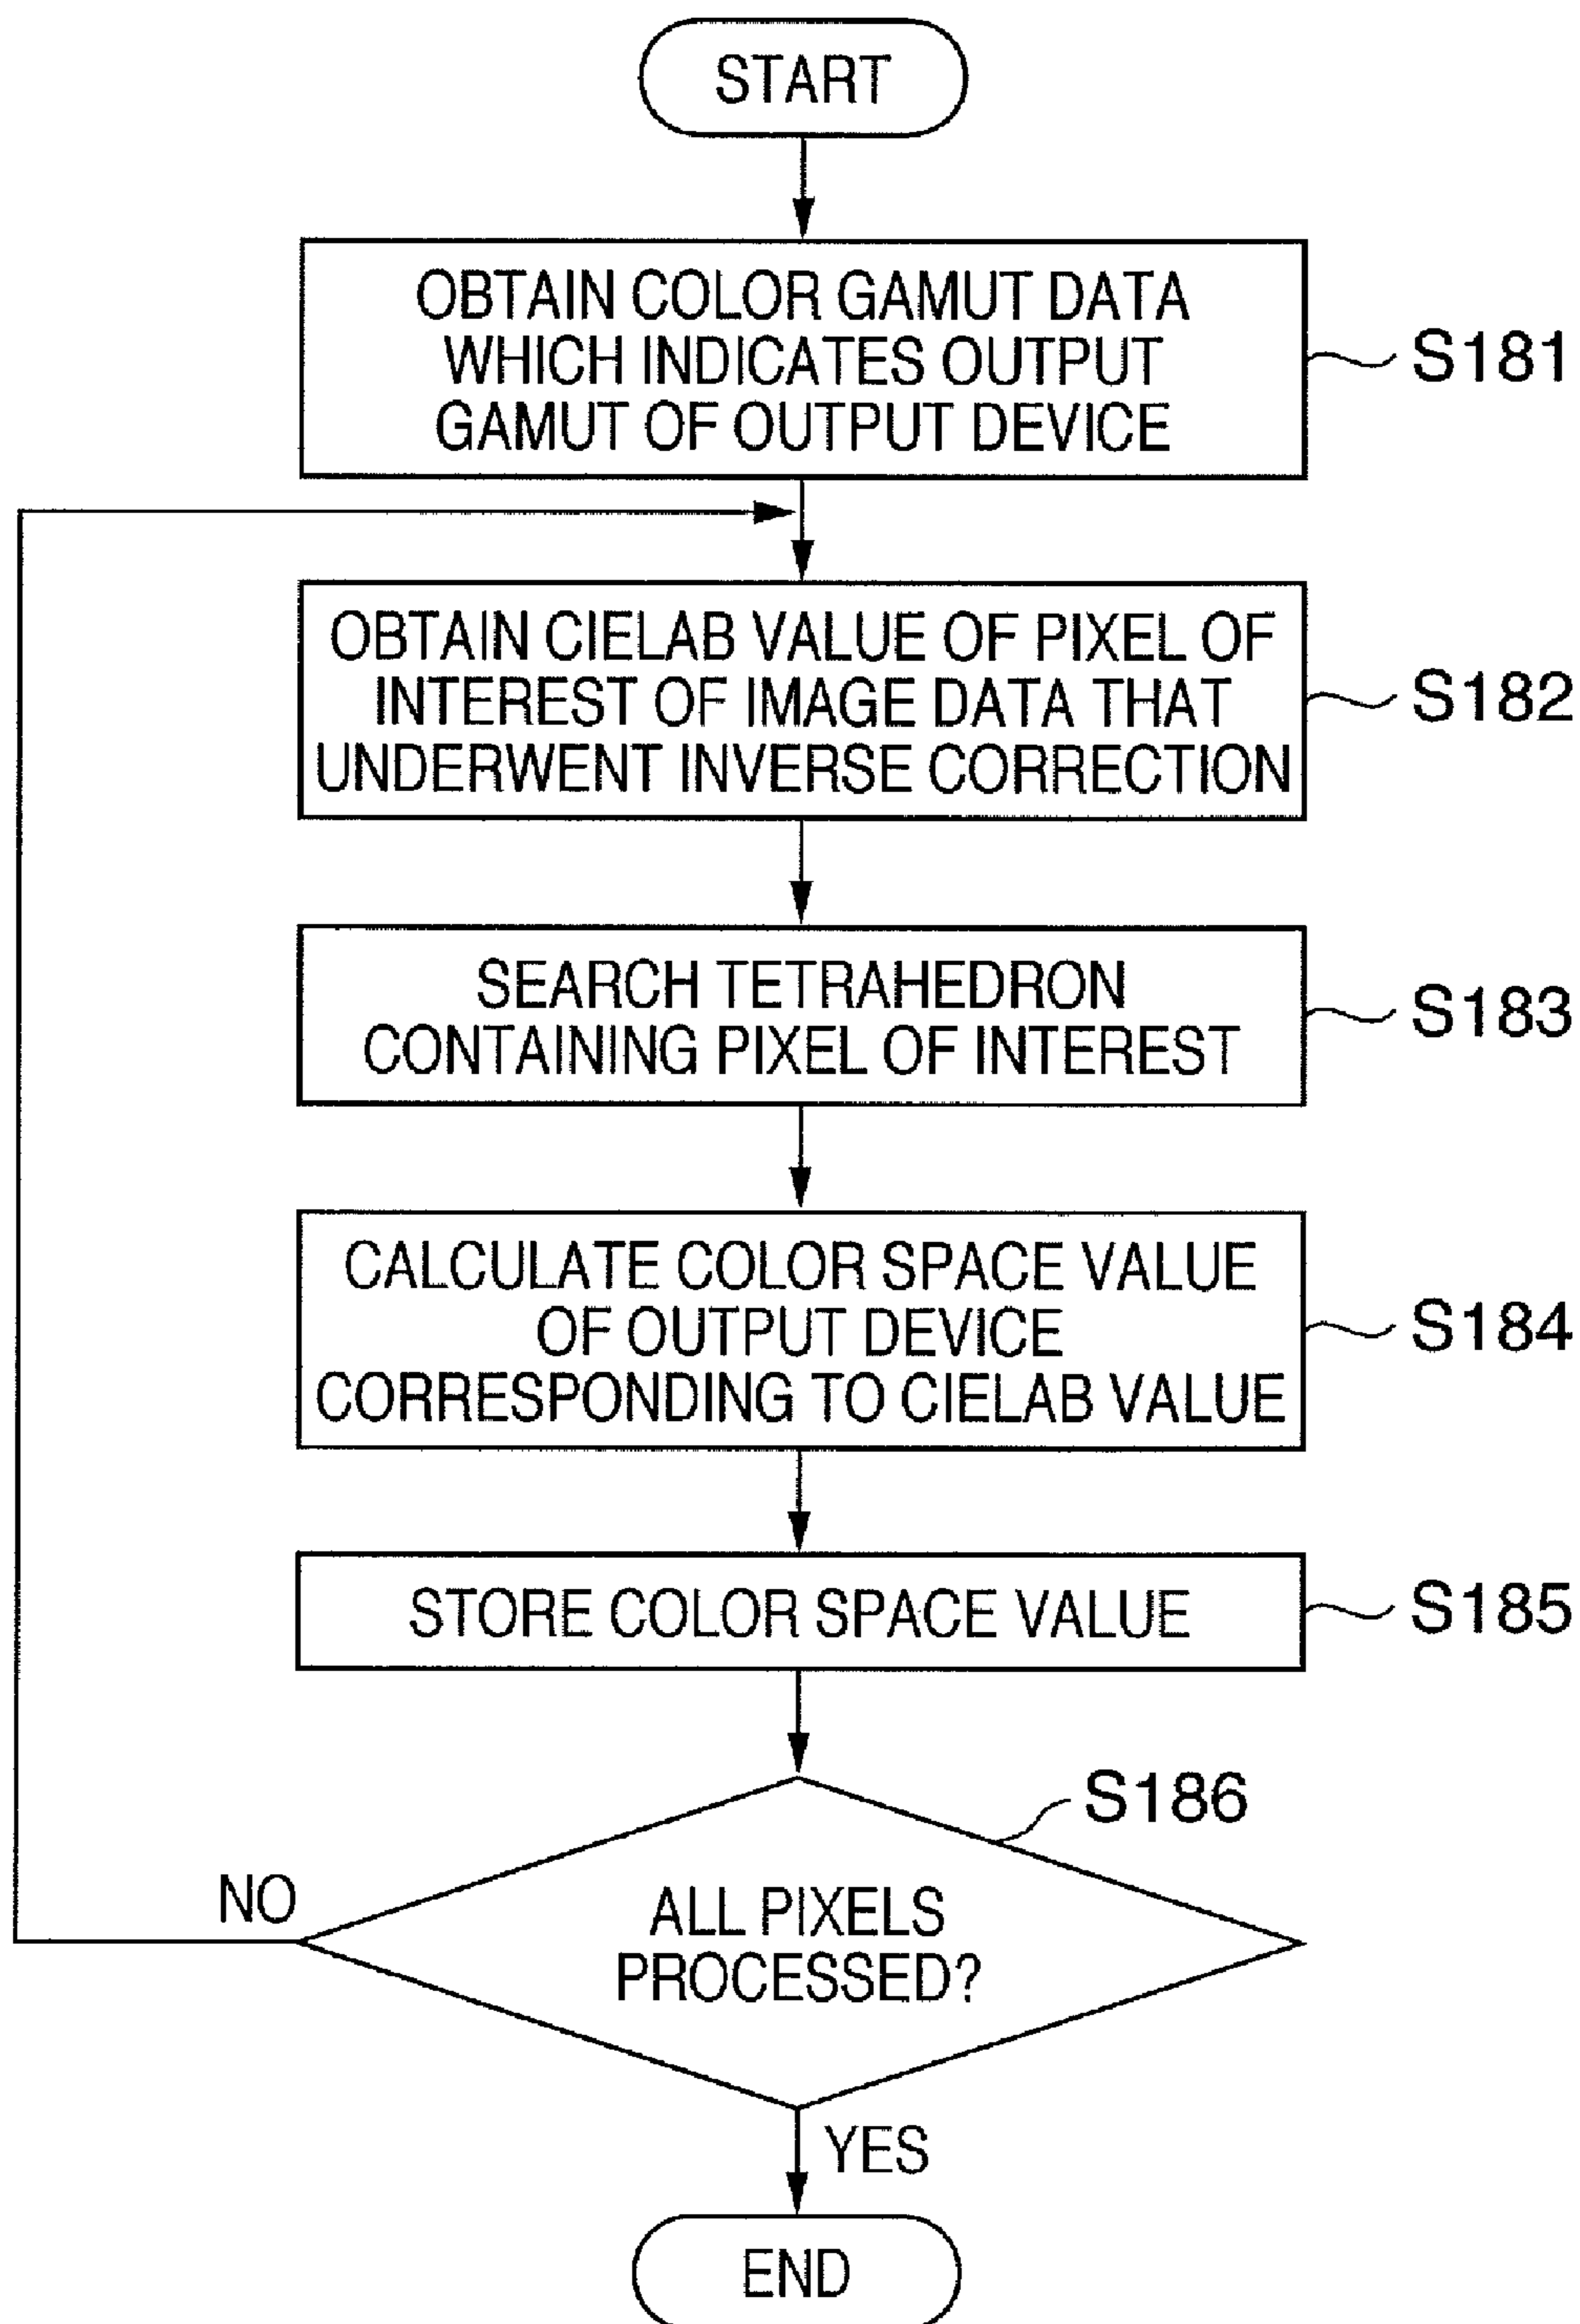 START
OBTAIN COLOR GAMUT DATA
WHICH INDICATES OUTPUT
GAMUT OF OUTPUT DEVICE
S181
OBTAIN CIELAB VALUE OF PIXEL OF
INTEREST OF IMAGE DATA THAT
UNDERWENT INVERSE CORRECTION
S182
SEARCH TETRAHEDRON
CONTAINING PIXEL OF INTEREST
S183
CALCULATE COLOR SPACE VALUE
OF OUTPUT DEVICE
CORRESPONDING TO CIELAB VALUE
S184
STORE COLOR SPACE VALUE
S185
S186
NO
ALL PIXELS
PROCESSED?
YES
END